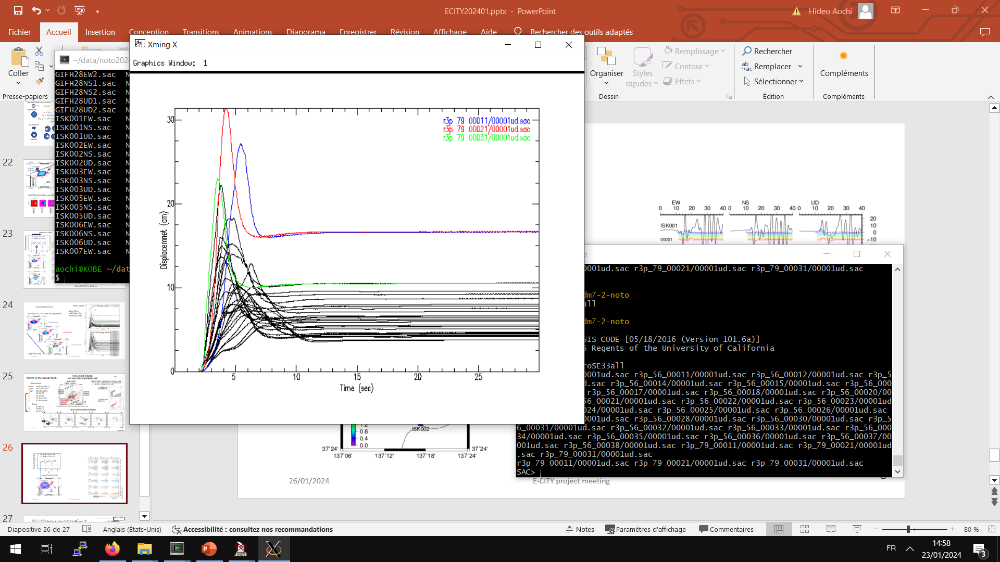 ECITY202401.pptx - PowerPoint
Hideo Aochi
Fichier
Accueil
Insertion
Conception
Transitions
Animations
Diaporama
Enregistrer
Révision
Affichage
Aide
Rechercher des outils adaptés
Coller
Presse-papiers
Organiser
Styles rapides
Remplissage
Contour
Effets
Dessin
Rechercher
Remplacer
Sélectionner
Édition
Compléments
Compléments
~/data/noto202
GIFH28EW2.sac N
GIFH28NS1.sac N
GIFH28NS2.sac N
GIFH28UD1.sac N
GIFH28UD2.sac N
ISK001EW.sac N
ISK001NS.sac N
ISK001UD.sac N
ISK002EW.sac N
ISK002NS.sac N
ISK002UD.sac N
ISK003EW.sac N
ISK003NS.sac N
ISK003UD.sac N
ISK005EW.sac N
ISK005NS.sac N
ISK005UD.sac N
ISK006EW.sac N
ISK006NS.sac N
ISK006UD.sac N
ISK007EW.sac N
aochi@KOBE ~/dat
$
Xming X
Graphics Window: 1
r3p 79 00011/00001ud.sac
r3p 79 00021/00001ud.sac
r3p 79 00031/00001ud.sac
30
20
10
0
Displacemnet (cm)
5 10 15 20 25
Time (sec)
22
23
24
25
Where is the causal fault?
26
27
EW NS UD
0 10 20 30 40 0 10 20 30 40 0 10 20 30 40
ISK001
00001
20
10
0
-10
0001ud.sac r3p_79_00021/00001ud.sac r3p_79_00031/00001ud.sac
dm7-2-noto
all
dm7-2-noto
SIS CODE [05/18/2016 (Version 101.6a)]
5 Regents of the University of California
roSE33all
0001ud.sac r3p_56_00011/00001ud.sac r3p_56_00012/00001ud.sac r3p_5
d.sac r3p_56_00014/00001ud.sac r3p_56_00015/00001ud.sac r3p_56_000
r3p_56_00017/00001ud.sac r3p_56_00018/00001ud.sac r3p_56_00020/00
56_00021/00001ud.sac r3p_56_00022/00001ud.sac r3p_56_00023/00001ud
024/00001ud.sac r3p_56_00025/00001ud.sac r3p_56_00026/00001ud.sac
0001ud.sac r3p_56_00028/00001ud.sac r3p_56_00030/00001ud.sac r3p_5
6_00031/00001ud.sac r3p_56_00032/00001ud.sac r3p_56_00033/00001ud.sac r3p_56_000
34/00001ud.sac r3p_56_00035/00001ud.sac r3p_56_00036/00001ud.sac r3p_56_00037/00
001ud.sac r3p_56_00038/00001ud.sac r3p_79_00011/00001ud.sac r3p_79_00021/00001ud
.sac r3p_79_00031/00001ud.sac
r3p_79_00011/00001ud.sac r3p_79_00021/00001ud.sac r3p_79_00031/00001ud.sac
SAC>
1.2
0.8
0.4
0.0
ISK002
37°24' 37°24'
137°06' 137°12' 137°18' 137°24'
26/01/2024
E-CITY project meeting
Diapositive 26 de 27
Anglais (États-Unis)
Accessibilité : consultez nos recommandations
Notes
Paramètres d'affichage
Commentaires
80 %
FR
14:58
23/01/2024
3